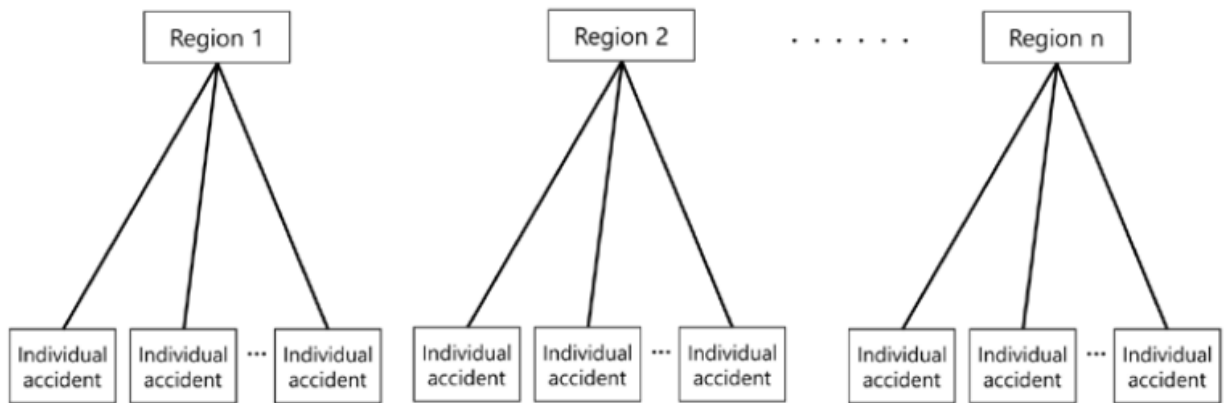 Region 1
Region 2
. . . . . .
Region n
Individual accident
Individual accident
...
Individual accident
Individual accident
Individual accident
...
Individual accident
Individual accident
Individual accident
...
Individual accident